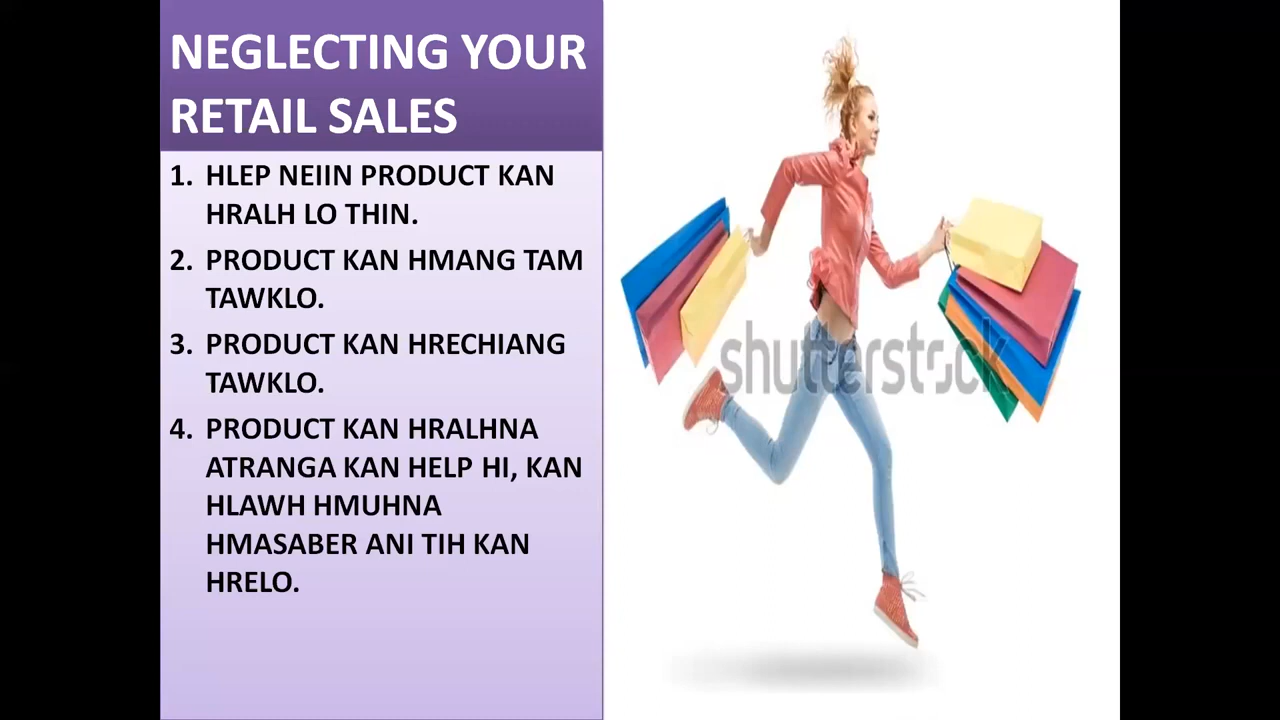 NEGLECTING YOUR
RETAIL SALES
1. HLEP NEIIN PRODUCT KAN
HRALH LO THIN.
2. PRODUCT KAN HMANG TAM
TAWKLO.
3. PRODUCT KAN HRECHIANG
TAWKLO.
4. PRODUCT KAN HRALHNA
ATRANGA KAN HELP HI, KAN
HLAWH HMUHNA
HMASABER ANI TIH KAN
HRELO.
shutterstock